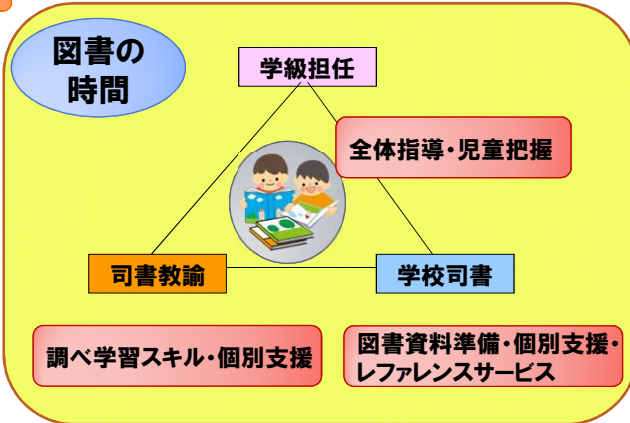 図書の
時間
学級担任
全体指導・児童把握
司書教諭
学校司書
調べ学習スキル・個別支援
図書資料準備・個別支援・
レファレンスサービス